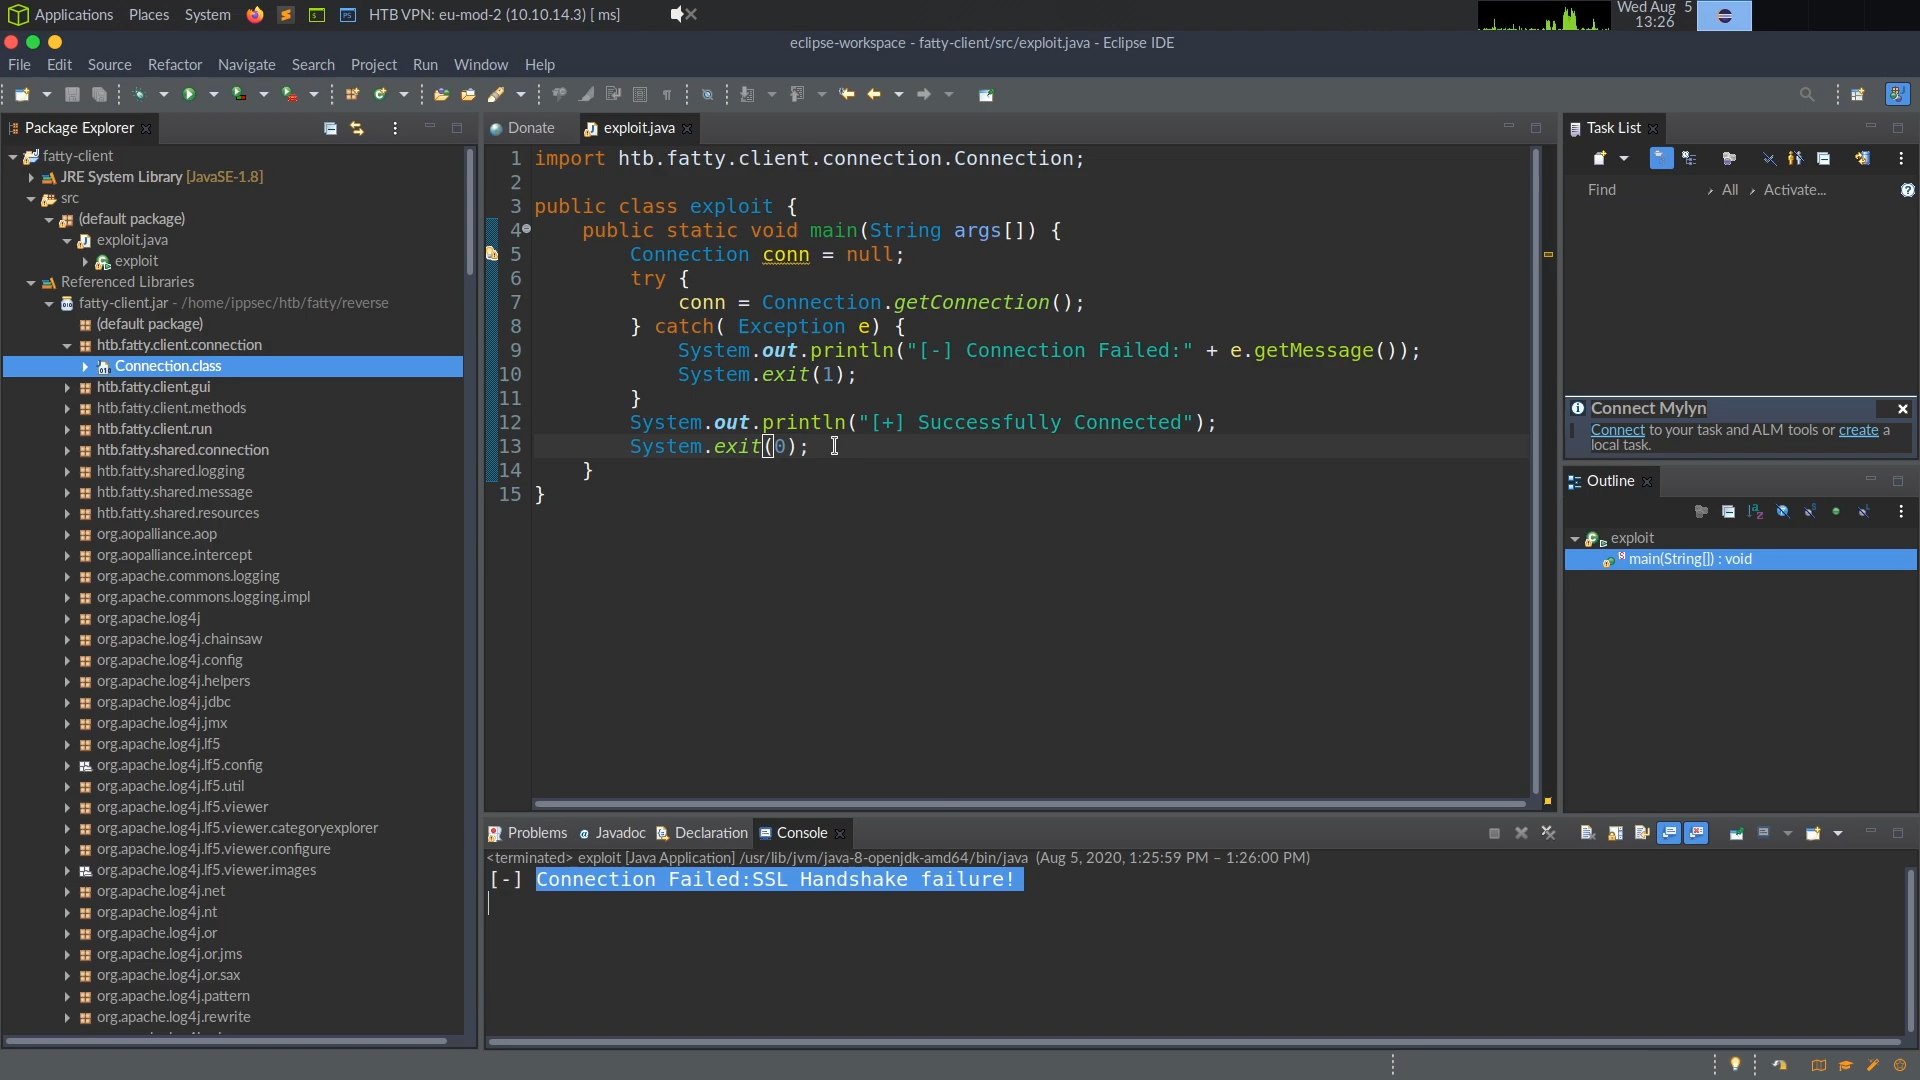 Applications Places System HTB VPN: eu-mod-2 (10.10.14.3) [ ms] Wed Aug 5
13:26
eclipse-workspace - fatty-client/src/exploit.java - Eclipse IDE
File Edit Source Refactor Navigate Search Project Run Window Help
Package Explorer
fatty-client
JRE System Library [JavaSE-1.8]
src
(default package)
exploit.java
exploit
Referenced Libraries
fatty-client.jar - /home/ippsec/htb/fatty/reverse
(default package)
htb.fatty.client.connection
Connection.class
htb.fatty.client.gui
htb.fatty.client.methods
htb.fatty.client.run
htb.fatty.shared.connection
htb.fatty.shared.logging
htb.fatty.shared.message
htb.fatty.shared.resources
org.aopalliance.aop
org.aopalliance.intercept
org.apache.commons.logging
org.apache.commons.logging.impl
org.apache.log4j
org.apache.log4j.chainsaw
org.apache.log4j.config
org.apache.log4j.helpers
org.apache.log4j.jdbc
org.apache.log4j.jmx
org.apache.log4j.lf5
org.apache.log4j.lf5.config
org.apache.log4j.lf5.util
org.apache.log4j.lf5.viewer
org.apache.log4j.lf5.viewer.categoryexplorer
org.apache.log4j.lf5.viewer.configure
org.apache.log4j.lf5.viewer.images
org.apache.log4j.net
org.apache.log4j.nt
org.apache.log4j.or
org.apache.log4j.or.jms
org.apache.log4j.or.sax
org.apache.log4j.pattern
org.apache.log4j.rewrite
Donate exploit.java
1 import htb.fatty.client.connection.Connection;
2
3 public class exploit {
4 public static void main(String args[]) {
5 Connection conn = null;
6 try {
7 conn = Connection.getConnection();
8 } catch( Exception e) {
9 System.out.println("[-] Connection Failed:" + e.getMessage());
10 System.exit(1);
11 }
12 System.out.println("[+] Successfully Connected");
13 System.exit(0);
14 }
15 }
Problems Javadoc Declaration Console
<terminated> exploit [Java Application] /usr/lib/jvm/java-8-openjdk-amd64/bin/java (Aug 5, 2020, 1:25:59 PM – 1:26:00 PM)
[-] Connection Failed:SSL Handshake failure!
Task List
Find All Activate...
Connect Mylyn
Connect to your task and ALM tools or create a
local task.
Outline
exploit
main(String[]) : void